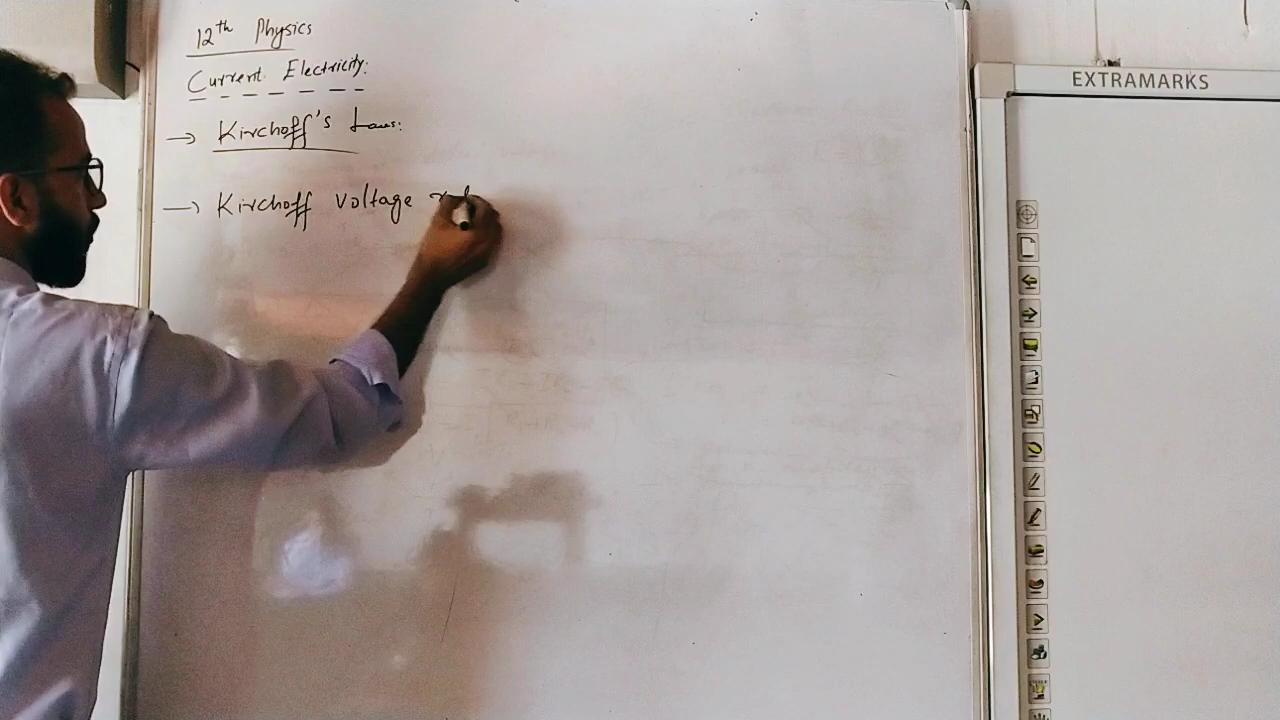 12th Physics
Current Electricity:
→ Kirchoff's Laws:
→ Kirchoff voltage
EXTRAMARKS